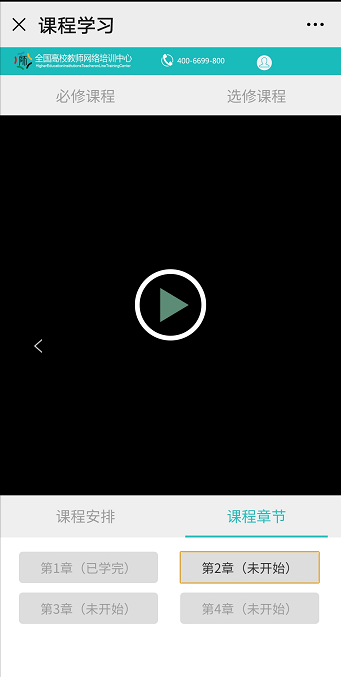 课程学习
全国高校教师网络培训中心
400-6699-800
必修课程
选修课程
课程安排
课程章节
第1章（已学完）
第2章（未开始）
第3章（未开始）
第4章（未开始）